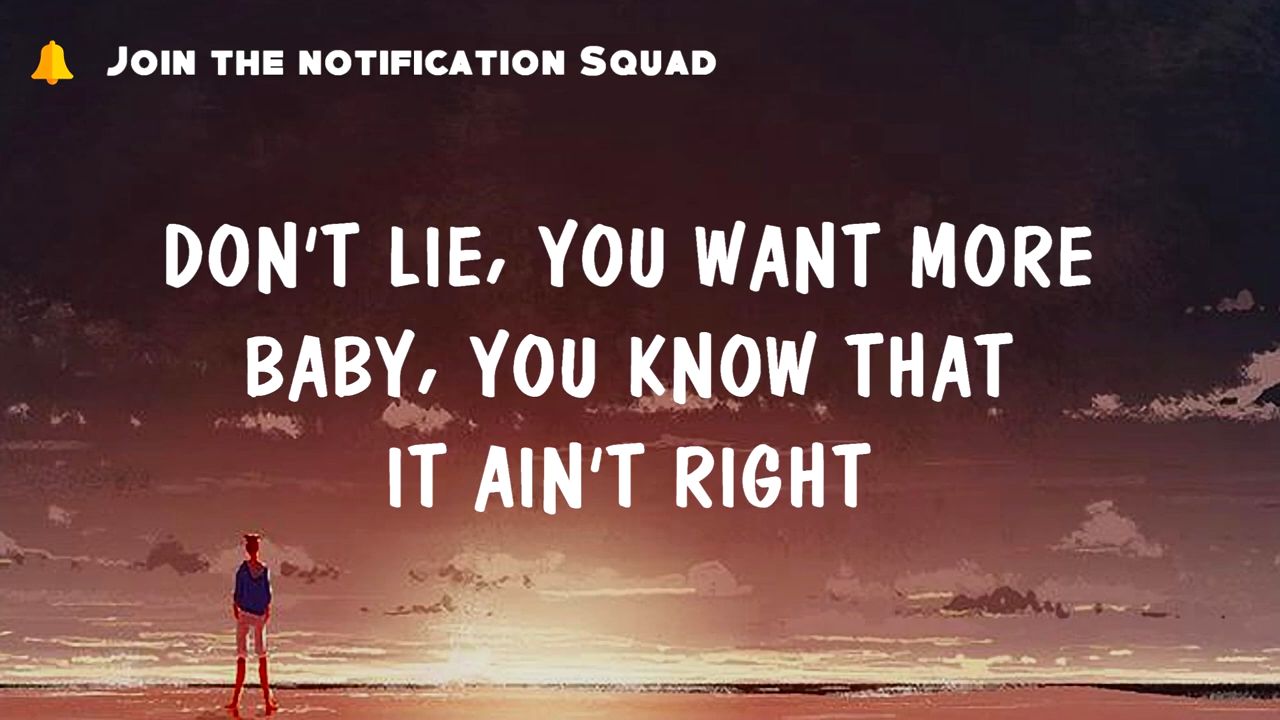 Join the notification Squad
DON'T LIE, YOU WANT MORE
BABY, YOU KNOW THAT
IT AIN'T RIGHT